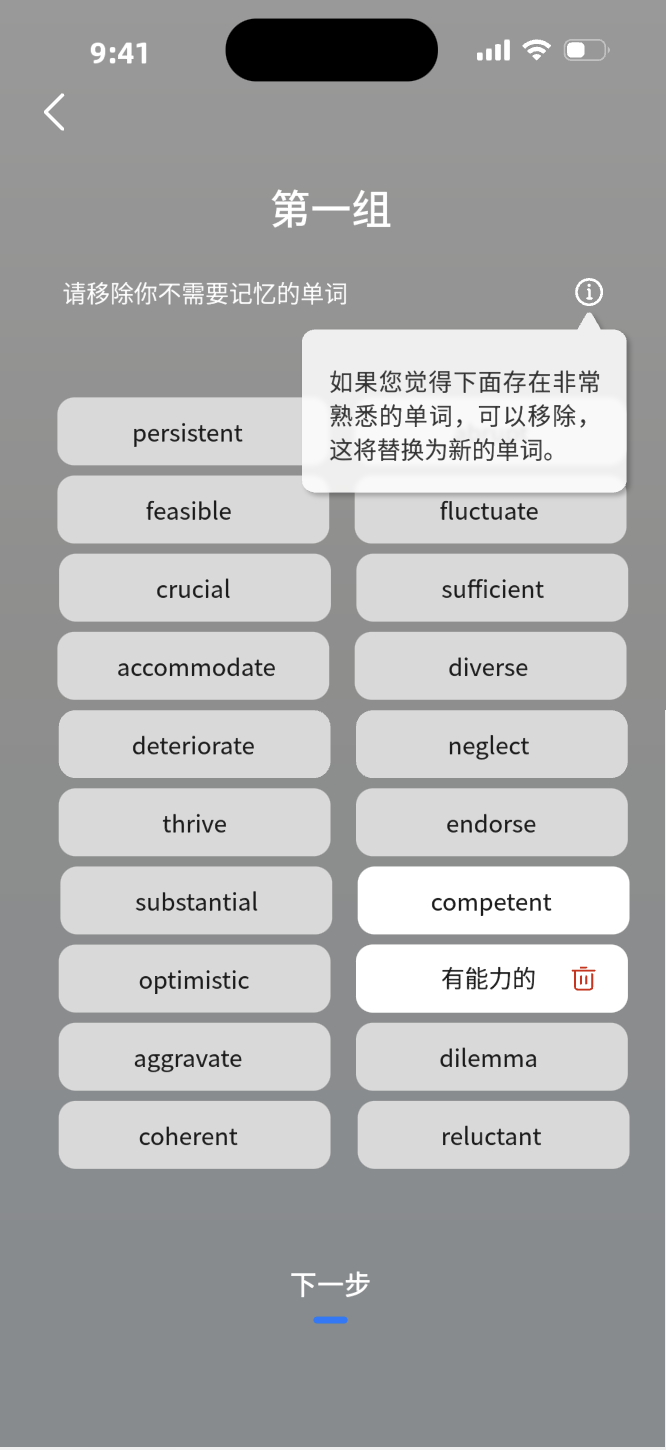 9:41
第一组
请移除你不需要记忆的单词
如果您觉得下面存在非常
熟悉的单词，可以移除，
这将替换为新的单词。
persistent
feasible
fluctuate
crucial
sufficient
accommodate
diverse
deteriorate
neglect
thrive
endorse
substantial
competent
optimistic
有能力的
aggravate
dilemma
coherent
reluctant
下一步